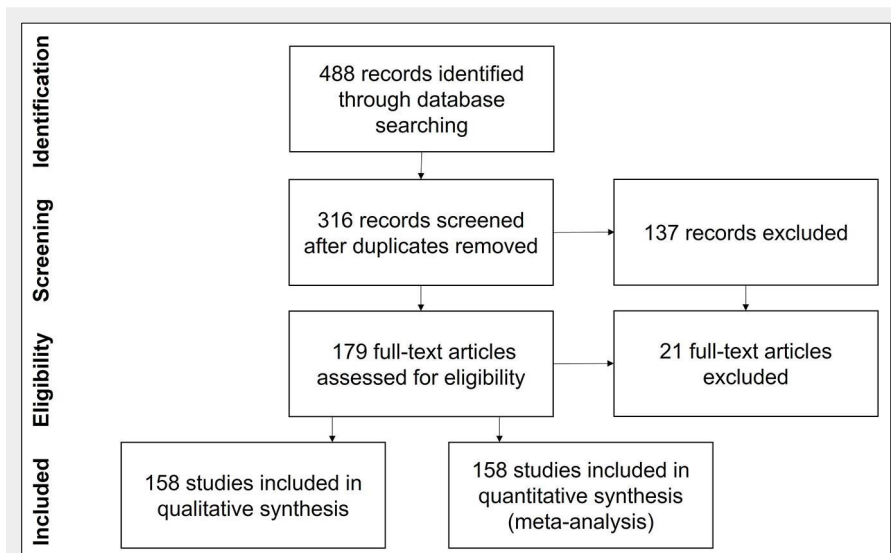 Identification
488 records identified
through database
searching
Screening
316 records screened
after duplicates removed
137 records excluded
Eligibility
179 full-text articles
assessed for eligibility
21 full-text articles
excluded
Included
158 studies included in
qualitative synthesis
158 studies included in
quantitative synthesis
(meta-analysis)